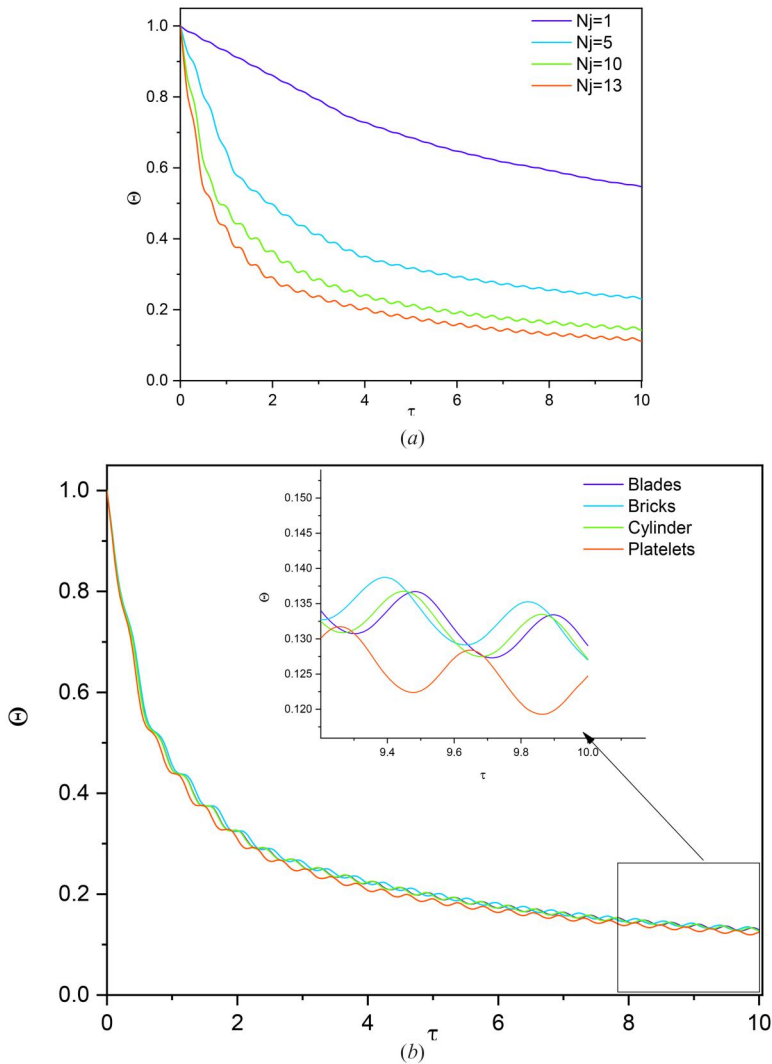 1.0
0.8
0.6
0.4
0.2
0.0
Θ
Nj=1
Nj=5
Nj=10
Nj=13
0 2 4 6 8 10
τ
(a)
1.0
0.8
0.6
0.4
0.2
0.0
Θ
0.150
0.145
0.140
0.135
0.130
0.125
0.120
Θ
Blades
Bricks
Cylinder
Platelets
9.4 9.6 9.8 10.0
τ
0 2 4 6 8 10
τ
(b)